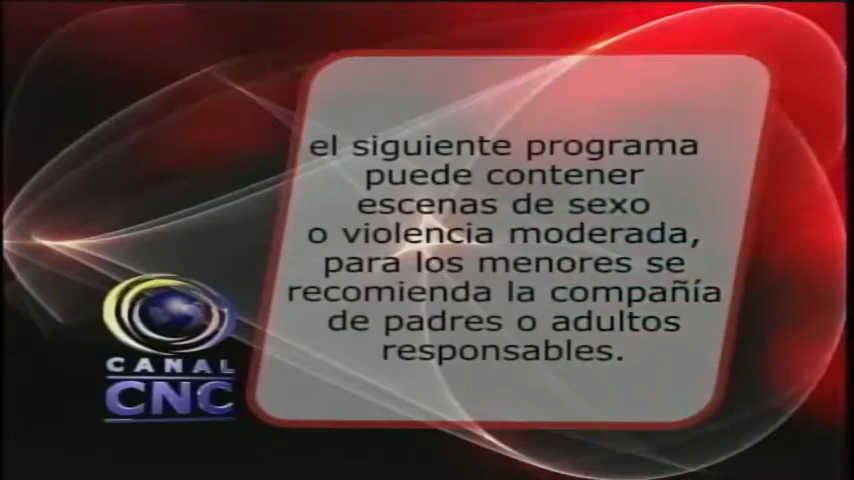 el siguiente programa
puede contener
escenas de sexo
o violencia moderada,
para los menores se
recomienda la compañía
de padres o adultos
responsables.
CANAL
CNC